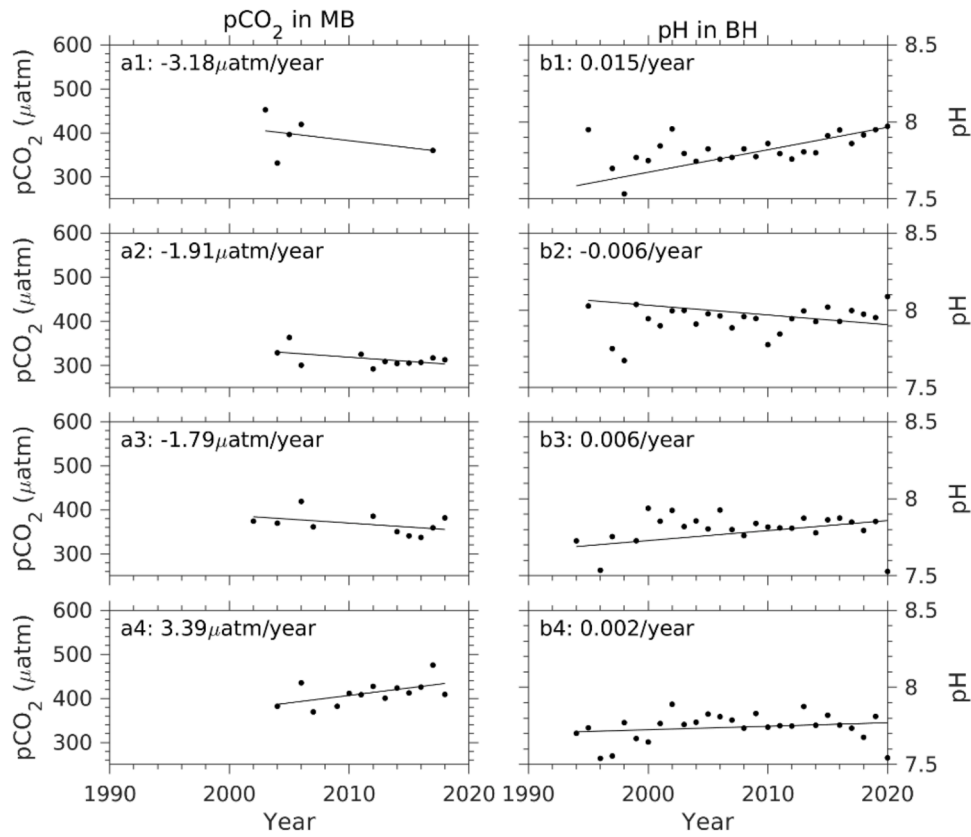 pCO2 in MB
pH in BH
a1: -3.18μatm/year
b1: 0.015/year
pCO2 (μatm)
600
500
400
300
8.5
8
7.5
pH
a2: -1.91μatm/year
b2: -0.006/year
pCO2 (μatm)
600
500
400
300
8.5
8
7.5
pH
a3: -1.79μatm/year
b3: 0.006/year
pCO2 (μatm)
600
500
400
300
8.5
8
7.5
pH
a4: 3.39μatm/year
b4: 0.002/year
pCO2 (μatm)
600
500
400
300
8.5
8
7.5
pH
1990 2000 2010 2020
1990 2000 2010 2020
Year
Year